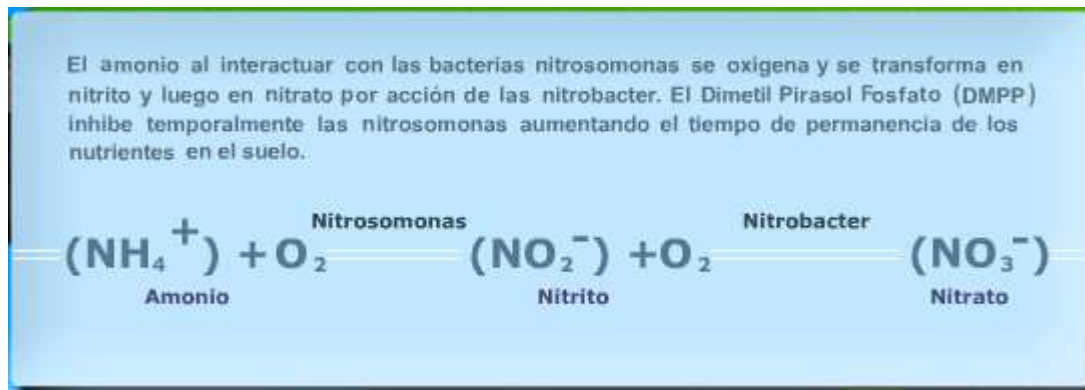 El amonio al interactuar con las bacterias nitrosomonas se oxigena y se transforma en
nitrito y luego en nitrato por acción de las nitrobacter. El Dimetil Pirasol Fosfato (DMPP)
inhibe temporalmente las nitrosomonas aumentando el tiempo de permanencia de los
nutrientes en el suelo.
Nitrosomonas Nitrobacter
(NH₄⁺) + O₂ (NO₂⁻) +O₂ (NO₃⁻)
Amonio Nitrito Nitrato